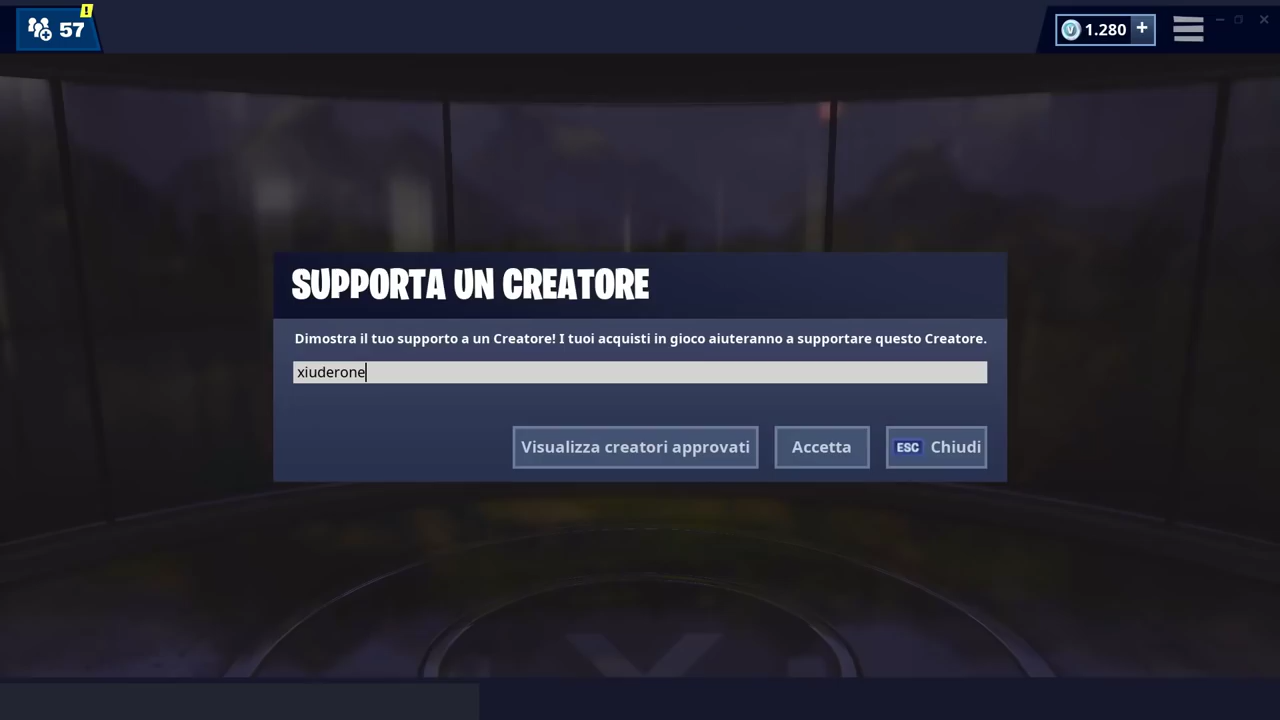 57
!
1.280 +
SUPPORTA UN CREATORE
Dimostra il tuo supporto a un Creatore! I tuoi acquisti in gioco aiuteranno a supportare questo Creatore.
xiuderone
Visualizza creatori approvati
Accetta
ESC Chiudi